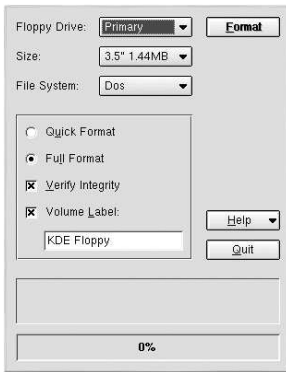 Floppy Drive: Primary Format
Size: 3.5" 1.44MB
File System: Dos
Quick Format
Full Format
Verify Integrity
Volume Label:
Help
KDE Floppy
Quit
0%